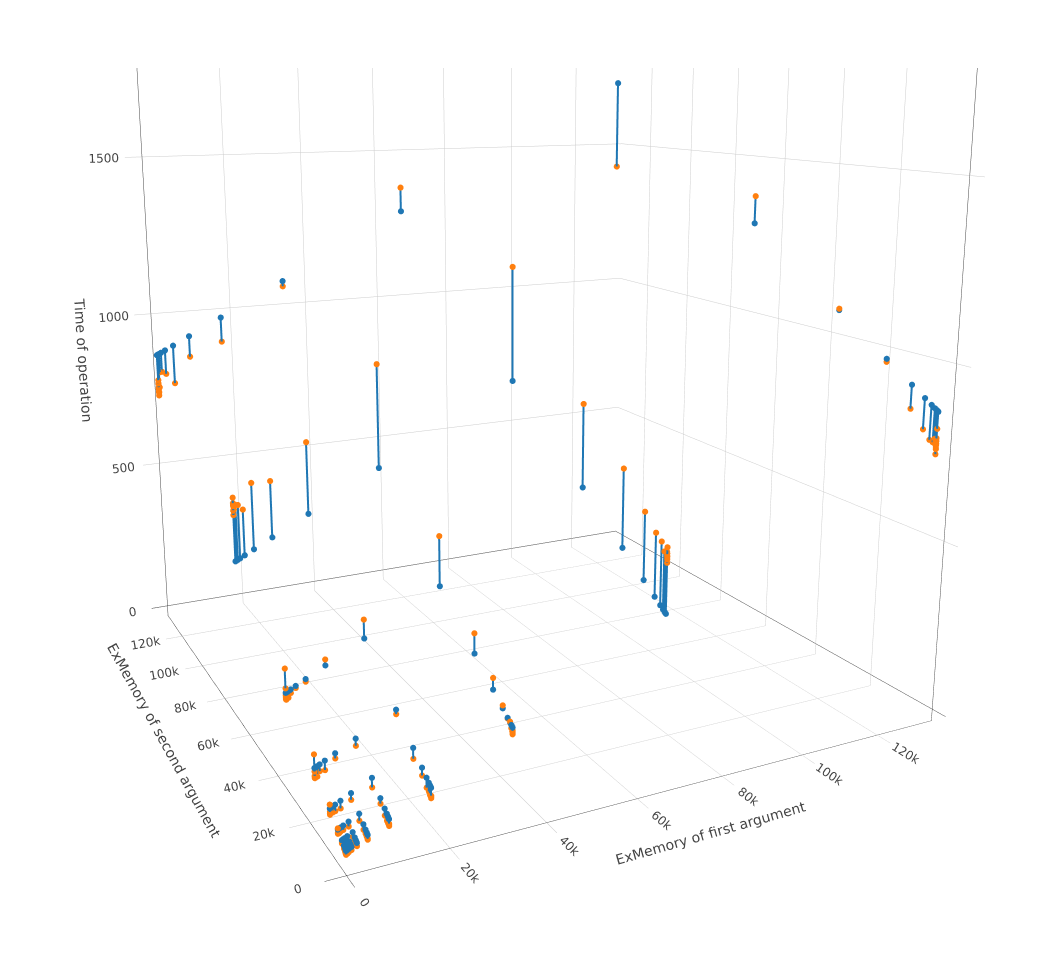 1500
1000
500
0
Time of operation
120k
100k
80k
60k
40k
20k
0
ExMemory of second argument
0
20k
40k
60k
80k
100k
120k
ExMemory of first argument